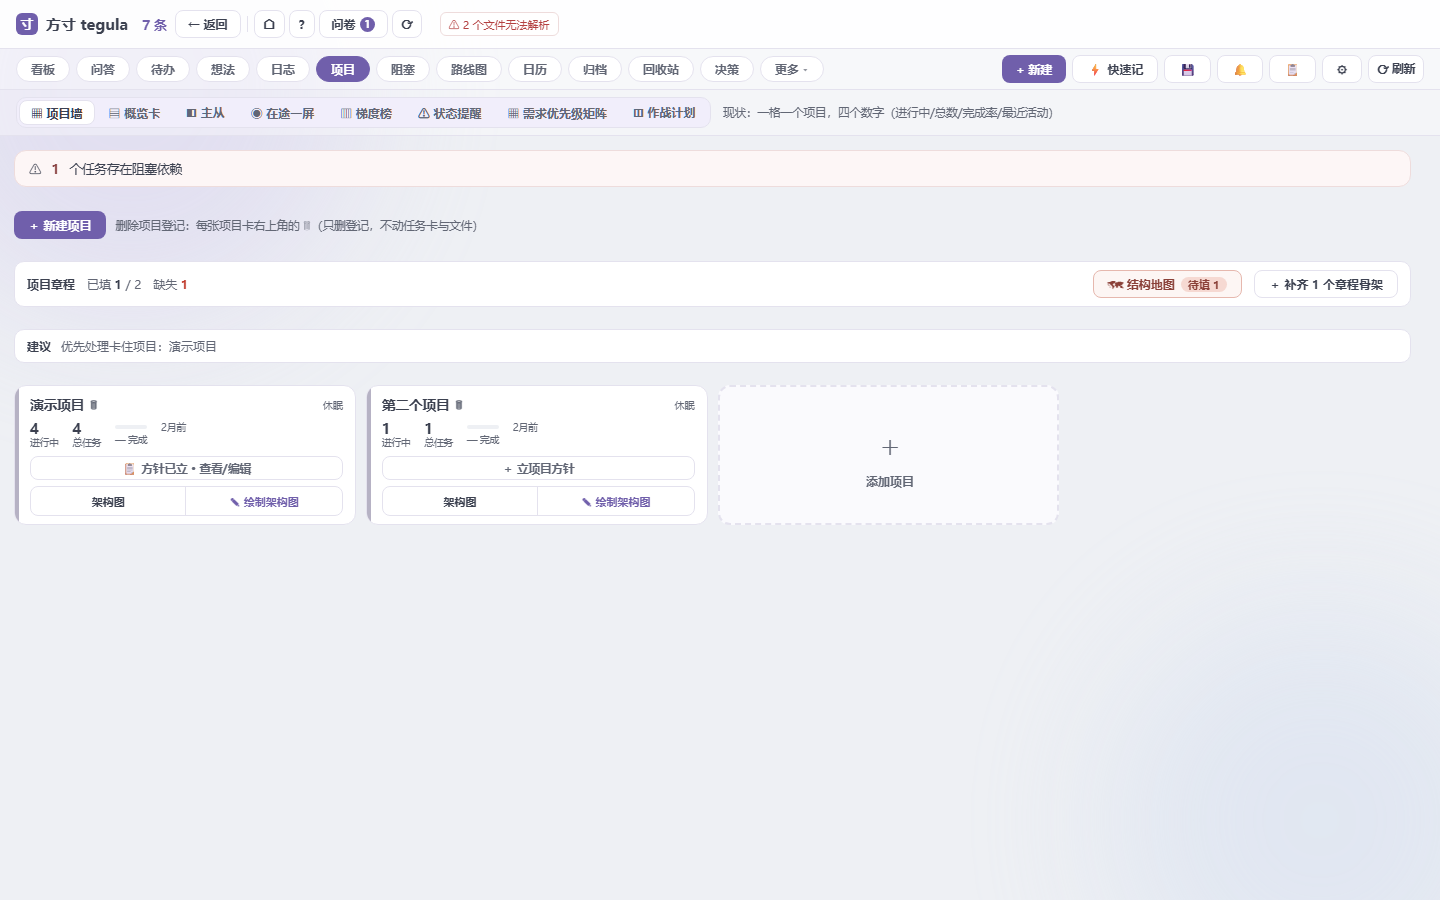 寸 方寸 tegula 7 条 ← 返回 ? 问卷 1 ⚠ 2 个文件无法解析
看板 问答 待办 想法 日志 项目 阻塞 路线图 日历 归档 回收站 决策 更多 + 新建 快速记 刷新
项目墙 概览卡 主从 在途一屏 梯度榜 状态提醒 需求优先级矩阵 作战计划 现状：一格一个项目，四个数字（进行中/总数/完成率/最近活动）
⚠ 1 个任务存在阻塞依赖
+ 新建项目 删除项目登记：每张项目卡右上角的 🗑（只删登记，不动任务卡与文件）
项目章程 已填 1 / 2 缺失 1 结构地图 待填 1 + 补齐 1 个章程骨架
建议 优先处理卡住项目：演示项目
演示项目 休眠
4 进行中 4 总任务 — 完成 2月前
方针已立 • 查看/编辑
架构图 绘制架构图
第二个项目 休眠
1 进行中 1 总任务 — 完成 2月前
+ 立项目方针
架构图 绘制架构图
+
添加项目